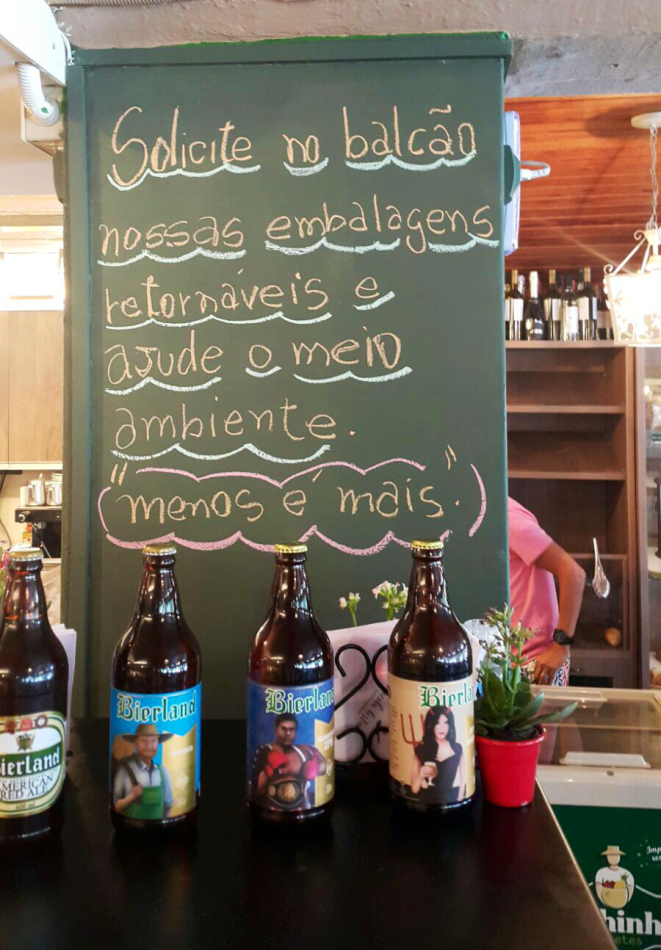 Solicite no balcão
nossas embalagens
retornáveis e
ajude o meio
ambiente.
"menos é mais."
Bierland
AMERICAN
RED ALE
Bierland
Bierland
Bierland